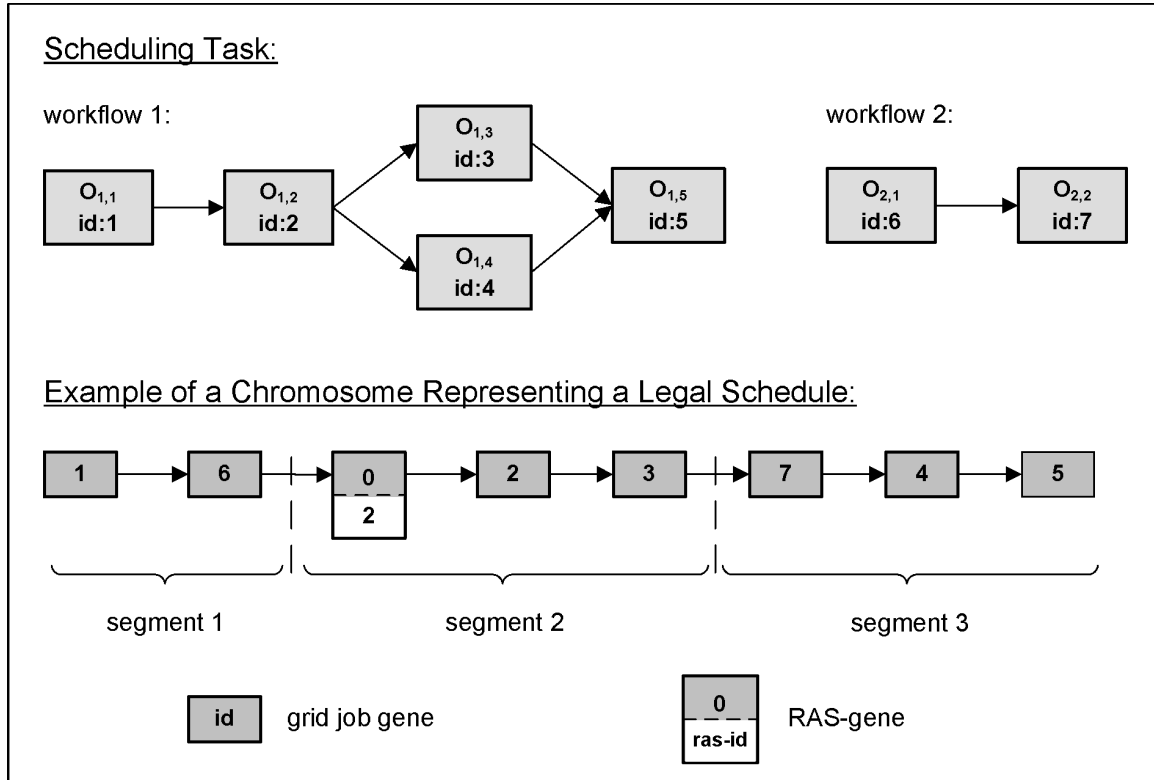 Scheduling Task:
workflow 1:
workflow 2:
O1,1
id:1
O1,2
id:2
O1,3
id:3
O1,4
id:4
O1,5
id:5
O2,1
id:6
O2,2
id:7
Example of a Chromosome Representing a Legal Schedule:
1 6 0 2 3 7 4 5
2
segment 1 segment 2 segment 3
id grid job gene
0
ras-id
RAS-gene